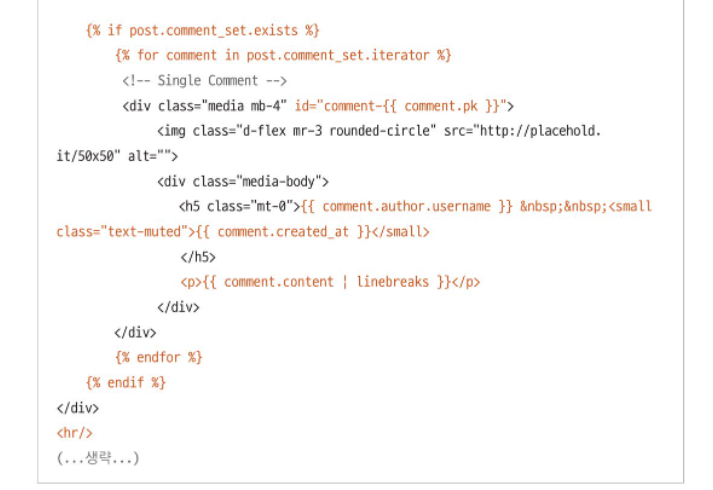 {% if post.comment_set.exists %}
{% for comment in post.comment_set.iterator %}
<!-- Single Comment -->
<div class="media mb-4" id="comment-{{ comment.pk }}">
<img class="d-flex mr-3 rounded-circle" src="http://placehold.
it/50x50" alt="">
<div class="media-body">
<h5 class="mt-0">{{ comment.author.username }} &nbsp;&nbsp;<small
class="text-muted">{{ comment.created_at }}</small>
</h5>
<p>{{ comment.content | linebreaks }}</p>
</div>
</div>
{% endfor %}
{% endif %}
</div>
<hr/>
(...생략...)